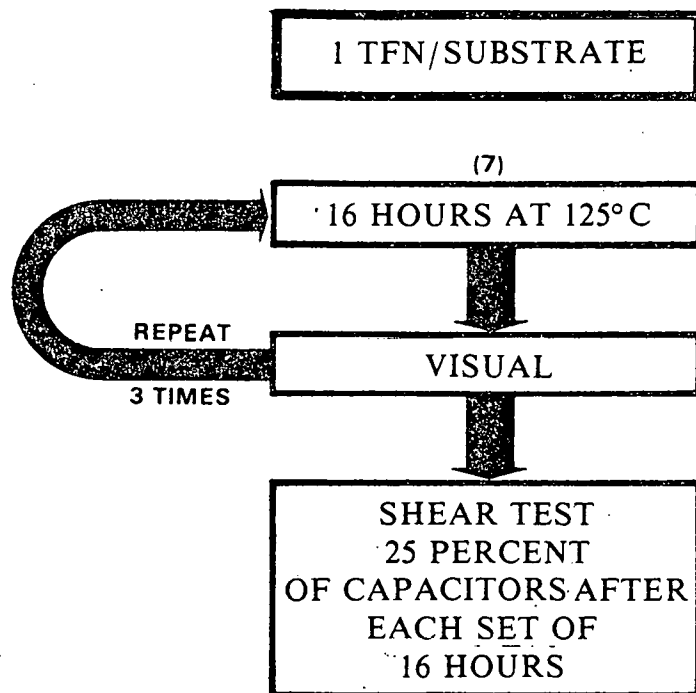 1 TFN/SUBSTRATE
(7)
16 HOURS AT 125°C
REPEAT
3 TIMES
VISUAL
SHEAR TEST
25 PERCENT
OF CAPACITORS AFTER
EACH SET OF
16 HOURS